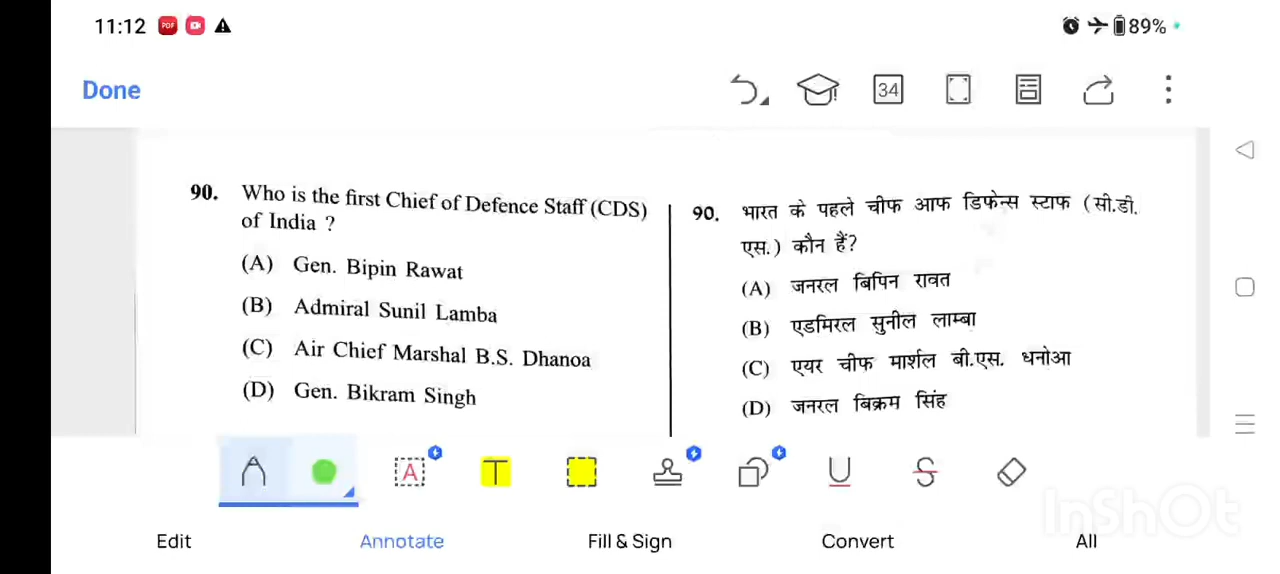 11:12
89%
Done
34
90. Who is the first Chief of Defence Staff (CDS)
of India ?
(A) Gen. Bipin Rawat
(B) Admiral Sunil Lamba
(C) Air Chief Marshal B.S. Dhanoa
(D) Gen. Bikram Singh
90. भारत के पहले चीफ आफ डिफेन्स स्टाफ (सी.डी.
एस.) कौन हैं?
(A) जनरल बिपिन रावत
(B) एडमिरल सुनील लाम्बा
(C) एयर चीफ मार्शल बी.एस. धनोआ
(D) जनरल बिक्रम सिंह
A T U S
Edit Annotate Fill & Sign Convert All
InShOt